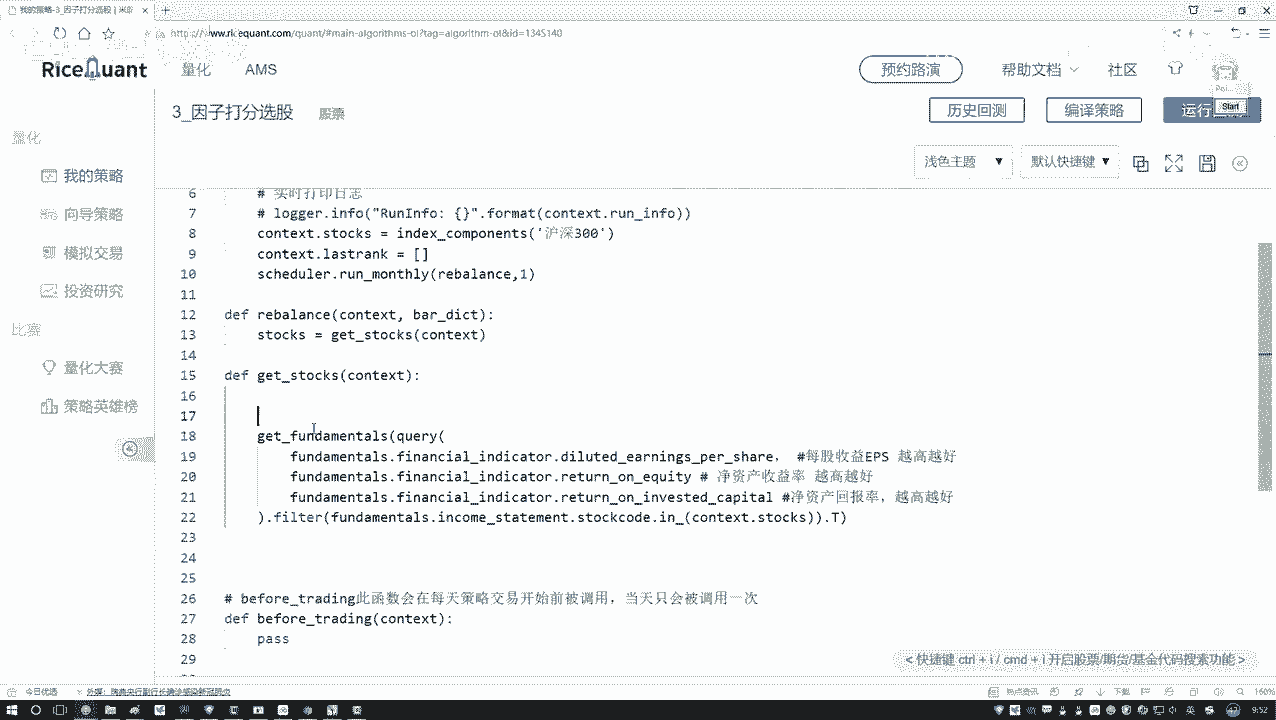 我的策略-3_因子打分选股 | 米
www.ricequant.com/quant/#main-algorithms-ol?tag=algorithm-ol&id=1345140
RiceQuant 量化 AMS 预约路演 帮助文档 社区
3_因子打分选股 股票 历史回测 编译策略 运行
Start
量化
浅色主题 默认快捷键
我的策略
向导策略
模拟交易
投资研究
比赛
量化大赛
策略英雄榜
6 # 实时打印日志
7 # logger.info("RunInfo: {}".format(context.run_info))
8 context.stocks = index_components('沪深300')
9 context.lastrank = []
10 scheduler.run_monthly(rebalance,1)
11
12 def rebalance(context, bar_dict):
13 stocks = get_stocks(context)
14
15 def get_stocks(context):
16
17
18 get_fundamentals(query(
19 fundamentals.financial_indicator.diluted_earnings_per_share， #每股收益EPS 越高越好
20 fundamentals.financial_indicator.return_on_equity # 净资产收益率 越高越好
21 fundamentals.financial_indicator.return_on_invested_capital #净资产回报率，越高越好
22 ).filter(fundamentals.income_statement.stockcode.in_(context.stocks)).T)
23
24
25
26 # before_trading此函数会在每天策略交易开始前被调用，当天只会被调用一次
27 def before_trading(context):
28 pass
29
< 快捷键 ctrl + i / cmd + i 开启股票/期货/基金代码搜索功能 >
今日优选 热点资讯 下载 160%
9:52